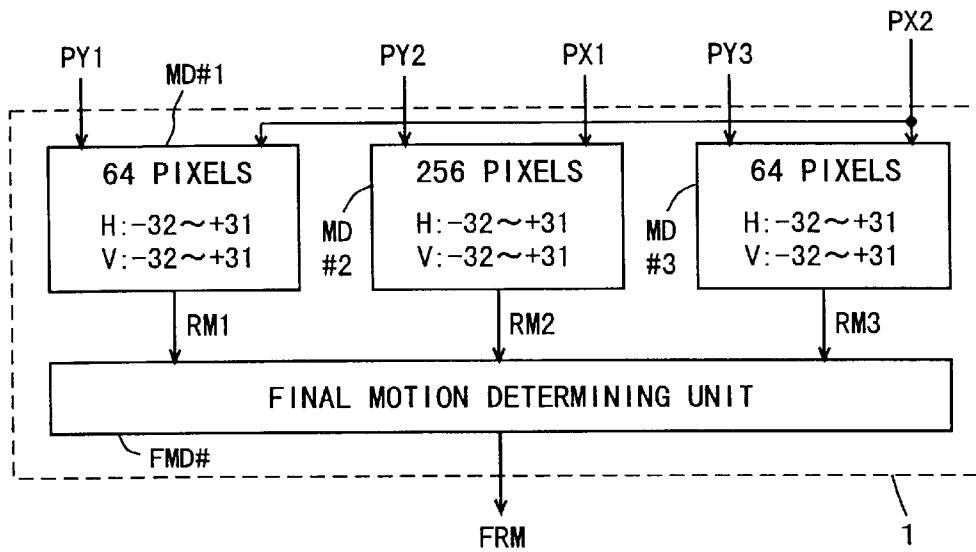 PX2
PY1
MD#1
PY2
PX1
PY3
64 PIXELS
H:-32~+31
V:-32~+31
MD
#2
256 PIXELS
H:-32~+31
V:-32~+31
MD
#3
64 PIXELS
H:-32~+31
V:-32~+31
RM1
RM2
RM3
FINAL MOTION DETERMINING UNIT
FMD#
FRM
1